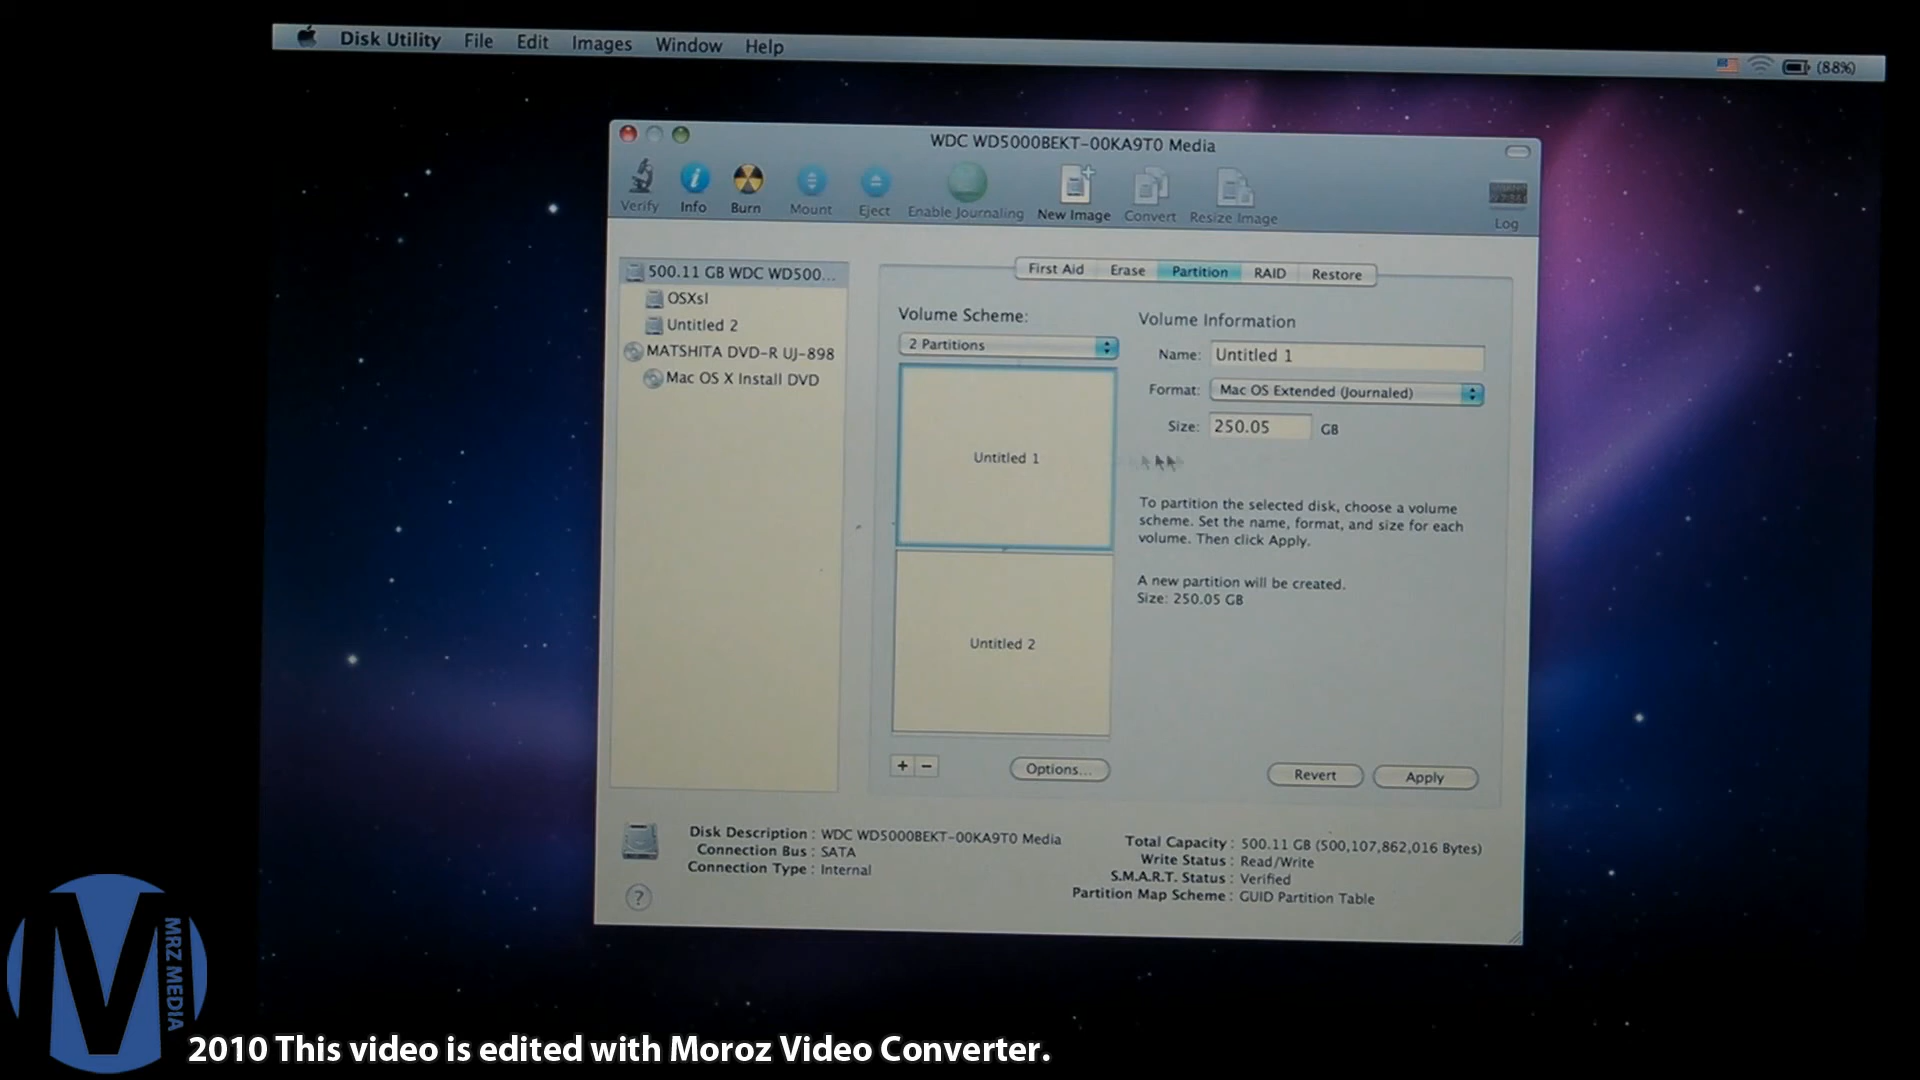 Disk Utility File Edit Images Window Help
(88%)
WDC WD5000BEKT-00KA9T0 Media
Verify Info Burn Mount Eject Enable Journaling New Image Convert Resize Image Log
500.11 GB WDC WD500...
OSXsl
Untitled 2
MATSHITA DVD-R UJ-898
Mac OS X Install DVD
First Aid Erase Partition RAID Restore
Volume Scheme:
2 Partitions
Untitled 1
Untitled 2
+ −
Options...
Volume Information
Name: Untitled 1
Format: Mac OS Extended (Journaled)
Size: 250.05 GB
To partition the selected disk, choose a volume
scheme. Set the name, format, and size for each
volume. Then click Apply.
A new partition will be created.
Size: 250.05 GB
Revert Apply
Disk Description : WDC WD5000BEKT-00KA9T0 Media
Connection Bus : SATA
Connection Type : Internal
Total Capacity : 500.11 GB (500,107,862,016 Bytes)
Write Status : Read/Write
S.M.A.R.T. Status : Verified
Partition Map Scheme : GUID Partition Table
?
M
MRZ MEDIA
2010 This video is edited with Moroz Video Converter.